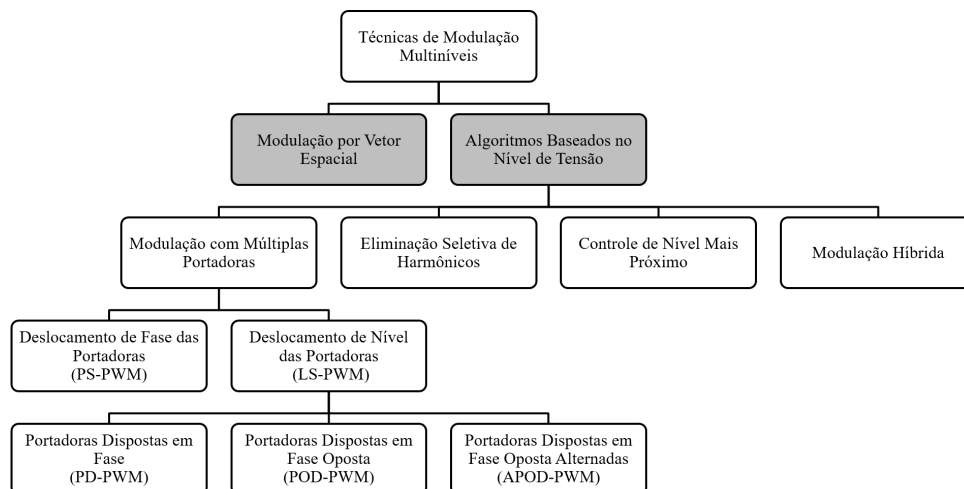 Técnicas de Modulação
Multiníveis
Modulação por Vetor
Espacial
Algoritmos Baseados no
Nível de Tensão
Modulação com Múltiplas
Portadoras
Eliminação Seletiva de
Harmônicos
Controle de Nível Mais
Próximo
Modulação Híbrida
Deslocamento de Fase das
Portadoras
(PS-PWM)
Deslocamento de Nível
das Portadoras
(LS-PWM)
Portadoras Dispostas em
Fase
(PD-PWM)
Portadoras Dispostas em
Fase Oposta
(POD-PWM)
Portadoras Dispostas em
Fase Oposta Alternadas
(APOD-PWM)